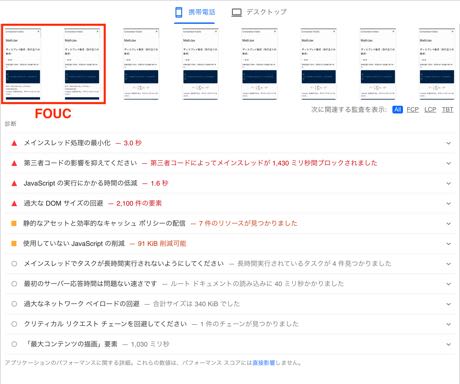 携帯電話
デスクトップ
FOUC
次に関連する監査を表示: All FCP LCP TBT
診断
メインスレッド処理の最小化 — 3.0 秒
第三者コードの影響を抑えてください — 第三者コードによってメインスレッドが 1,430 ミリ秒間ブロックされました
JavaScript の実行にかかる時間の低減 — 1.6 秒
過大な DOM サイズの回避 — 2,100 件の要素
静的なアセットと効率的なキャッシュ ポリシーの配信 — 7 件のリソースが見つかりました
使用していない JavaScript の削減 — 91 KiB 削減可能
メインスレッドでタスクが長時間実行されないようにしてください — 長時間実行されているタスクが 4 件見つかりました
最初のサーバー応答時間は問題ない速さです — ルート ドキュメントの読み込みに 40 ミリ秒かかりました
過大なネットワーク ペイロードの回避 — 合計サイズは 340 KiB でした
クリティカル リクエスト チェーンを回避してください — 1 件のチェーンが見つかりました
「最大コンテンツの描画」要素 — 1,030 ミリ秒
アプリケーションのパフォーマンスに関する詳細。これらの数値は、パフォーマンス スコアには直接影響しません。